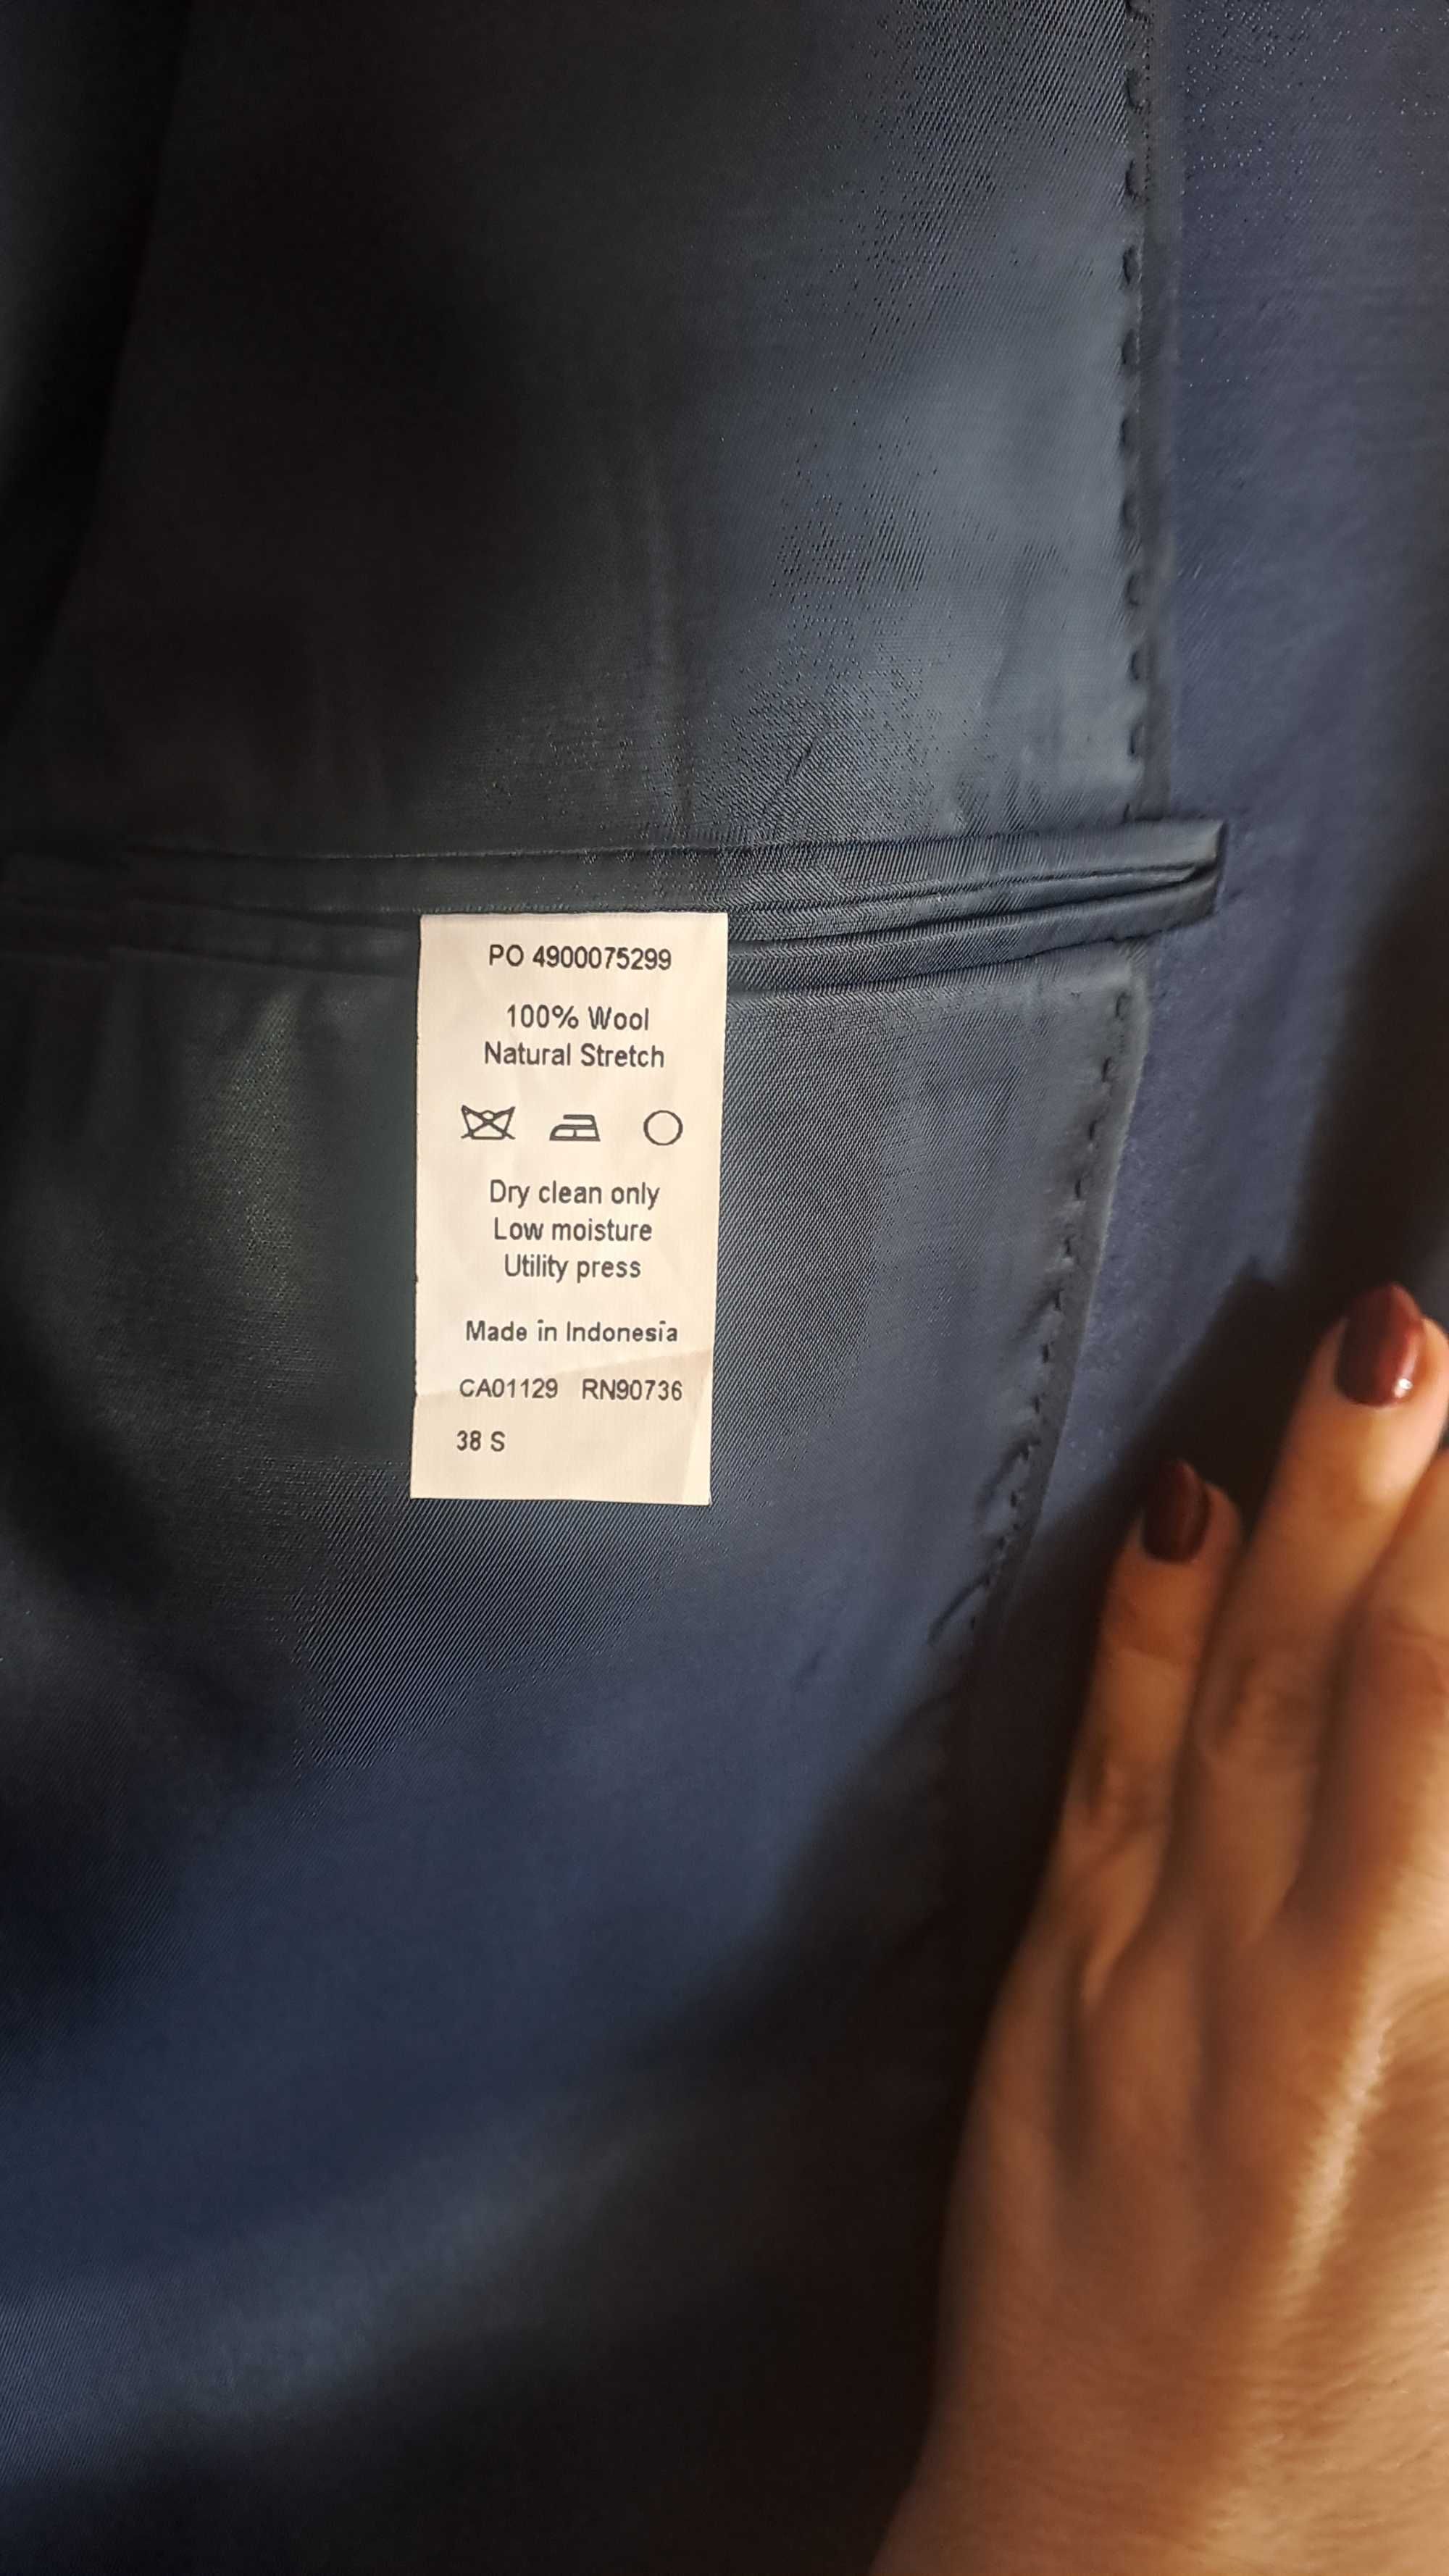 PO 4900075299
100% Wool
Natural Stretch
Dry clean only
Low moisture
Utility press
Made in Indonesia
CA01129 RN90736
38 S